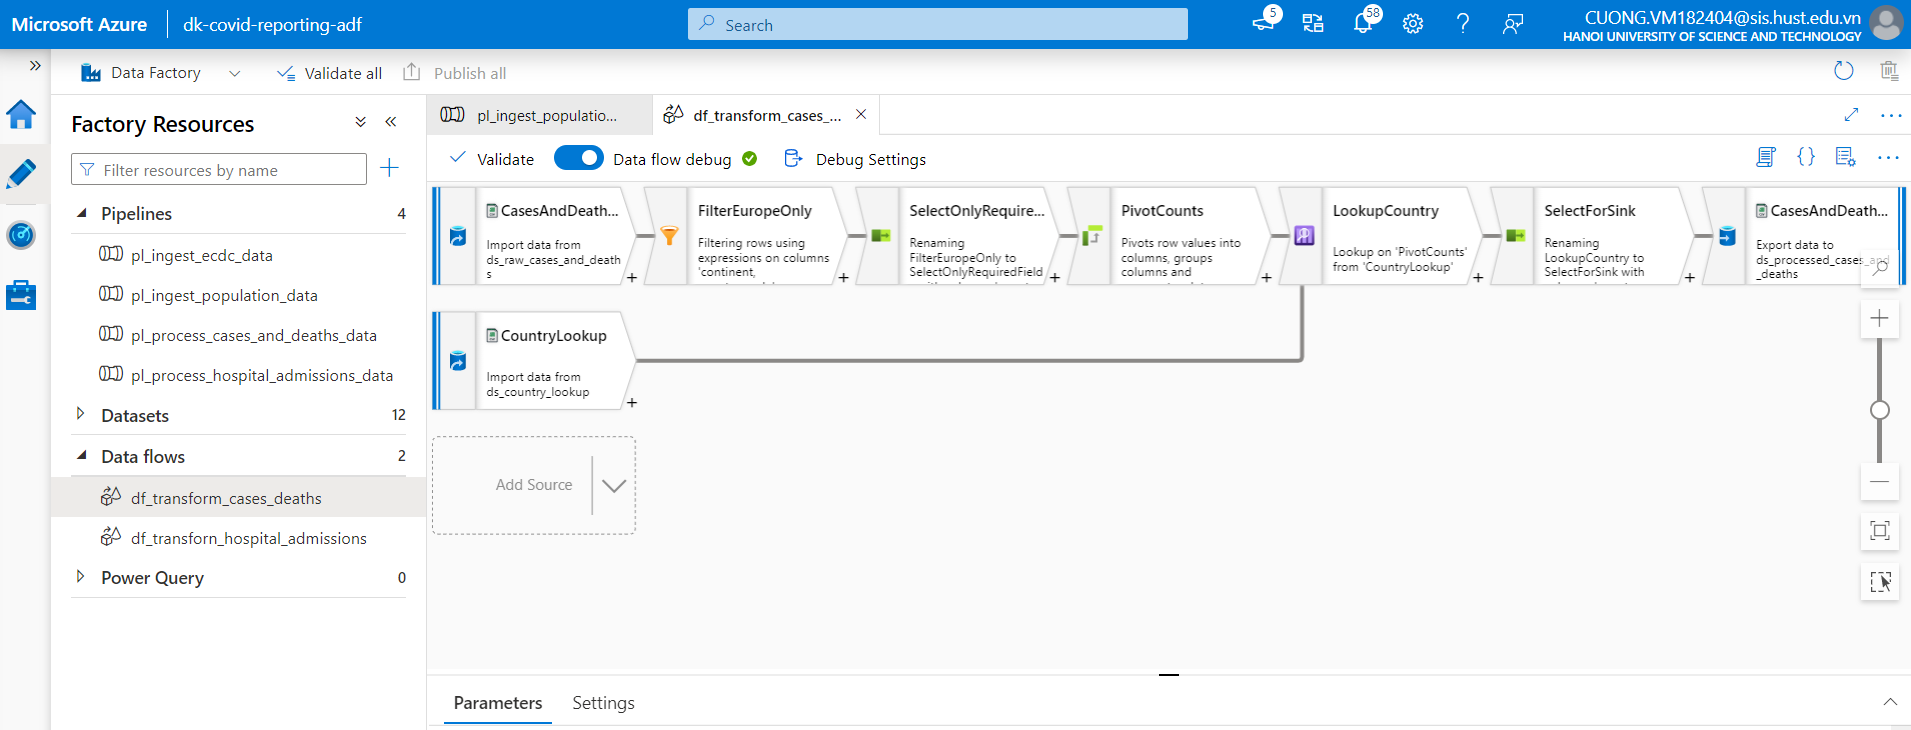 Microsoft Azure
dk-covid-reporting-adf
Search
5
58
CUONG.VM182404@sis.hust.edu.vn
HANOI UNIVERSITY OF SCIENCE AND TECHNOLOGY
Data Factory
Validate all
Publish all
Factory Resources
Filter resources by name
Pipelines 4
pl_ingest_ecdc_data
pl_ingest_population_data
pl_process_cases_and_deaths_data
pl_process_hospital_admissions_data
Datasets 12
Data flows 2
df_transform_cases_deaths
df_transforn_hospital_admissions
Power Query 0
pl_ingest_populatio...
df_transform_cases_...
Validate
Data flow debug
Debug Settings
CasesAndDeath...
Import data from
ds_raw_cases_and_death
s
FilterEuropeOnly
Filtering rows using
expressions on columns
'continent,
SelectOnlyRequire...
Renaming
FilterEuropeOnly to
SelectOnlyRequiredField
PivotCounts
Pivots row values into
columns, groups
columns and
LookupCountry
Lookup on 'PivotCounts'
from 'CountryLookup'
SelectForSink
Renaming
LookupCountry to
SelectForSink with
CasesAndDeath...
Export data to
ds_processed_cases_and
_deaths
CountryLookup
Import data from
ds_country_lookup
Add Source
Parameters
Settings